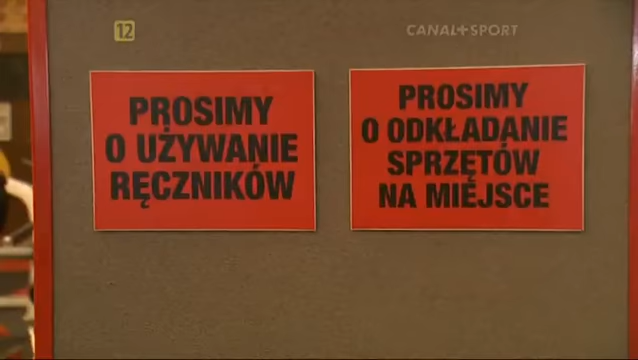 12
CANAL+ SPORT
PROSIMY
O UŻYWANIE
RĘCZNIKÓW
PROSIMY
O ODKŁADANIE
SPRZĘTÓW
NA MIEJSCE